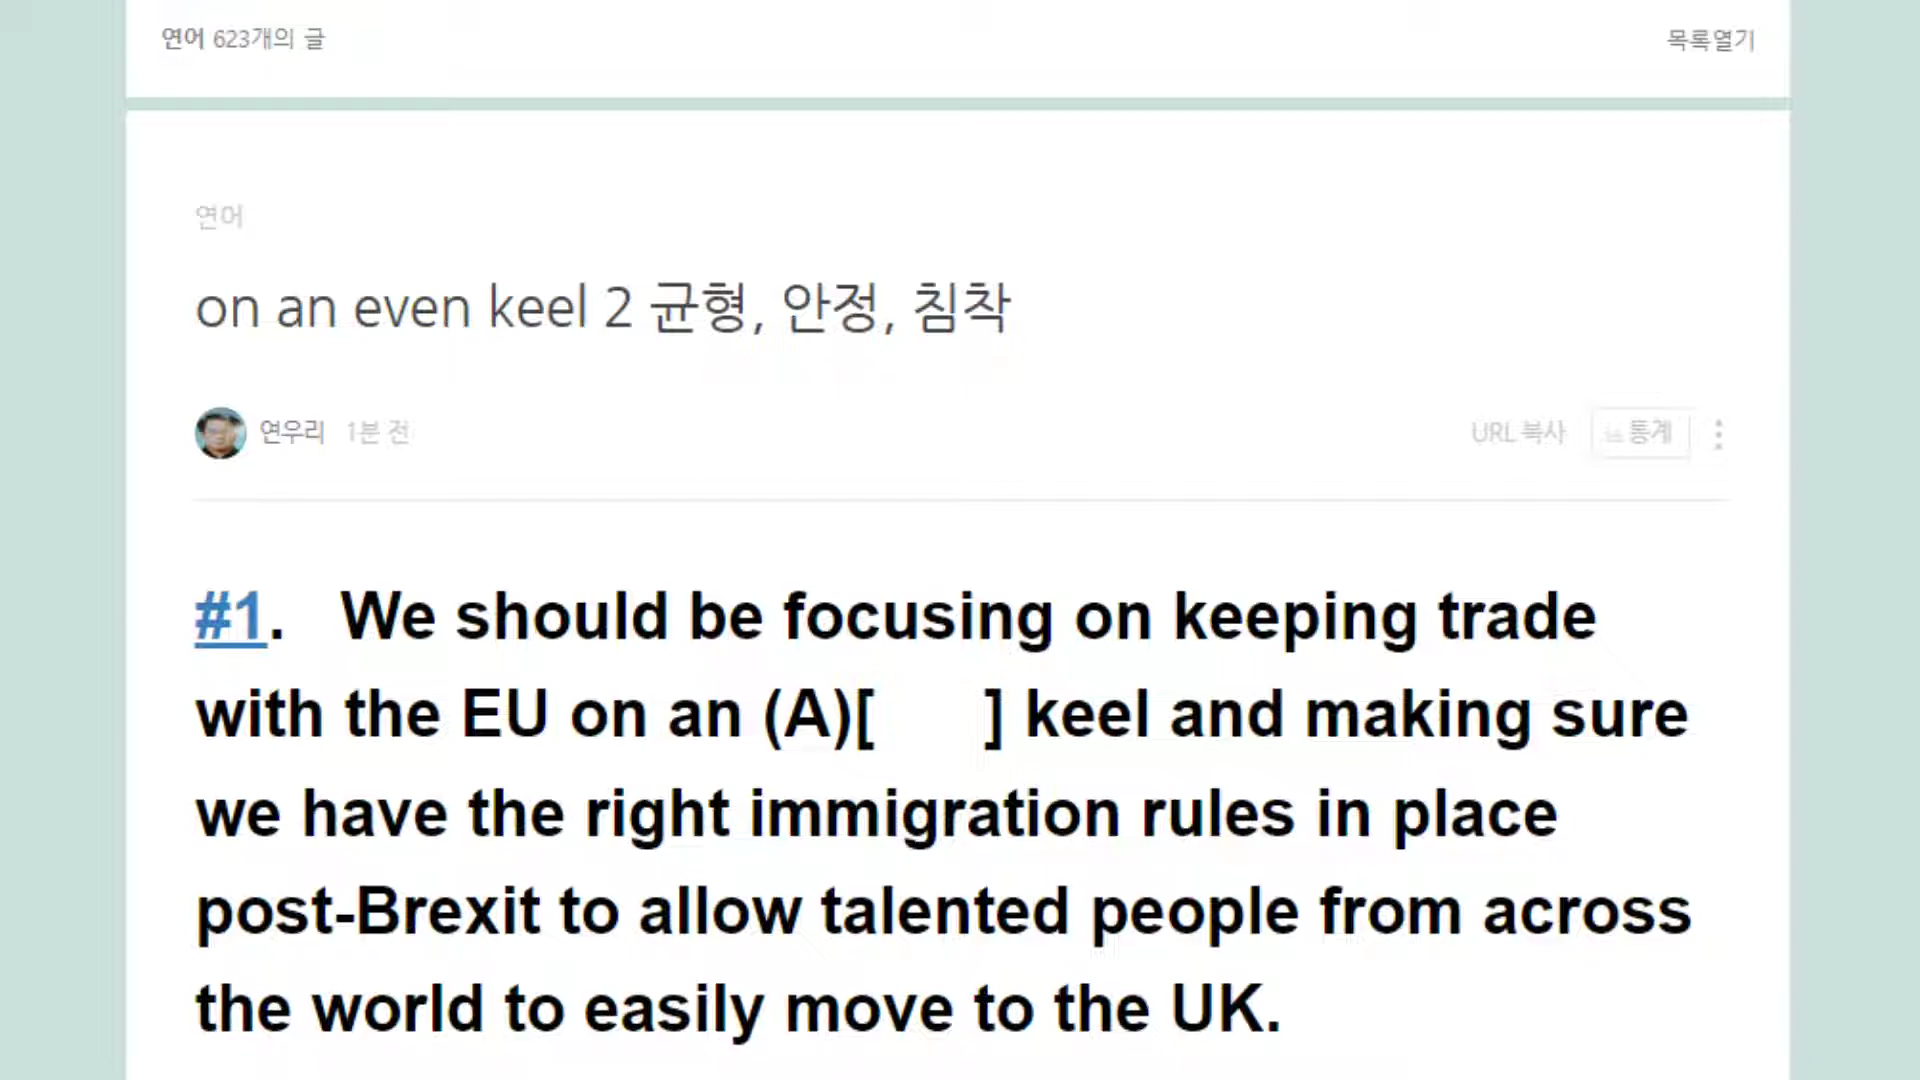 연어 623개의 글
목록열기
연어
on an even keel 2 균형, 안정, 침착
연우리 1분 전
URL 복사 통계
#1. We should be focusing on keeping trade
with the EU on an (A)[ ] keel and making sure
we have the right immigration rules in place
post-Brexit to allow talented people from across
the world to easily move to the UK.